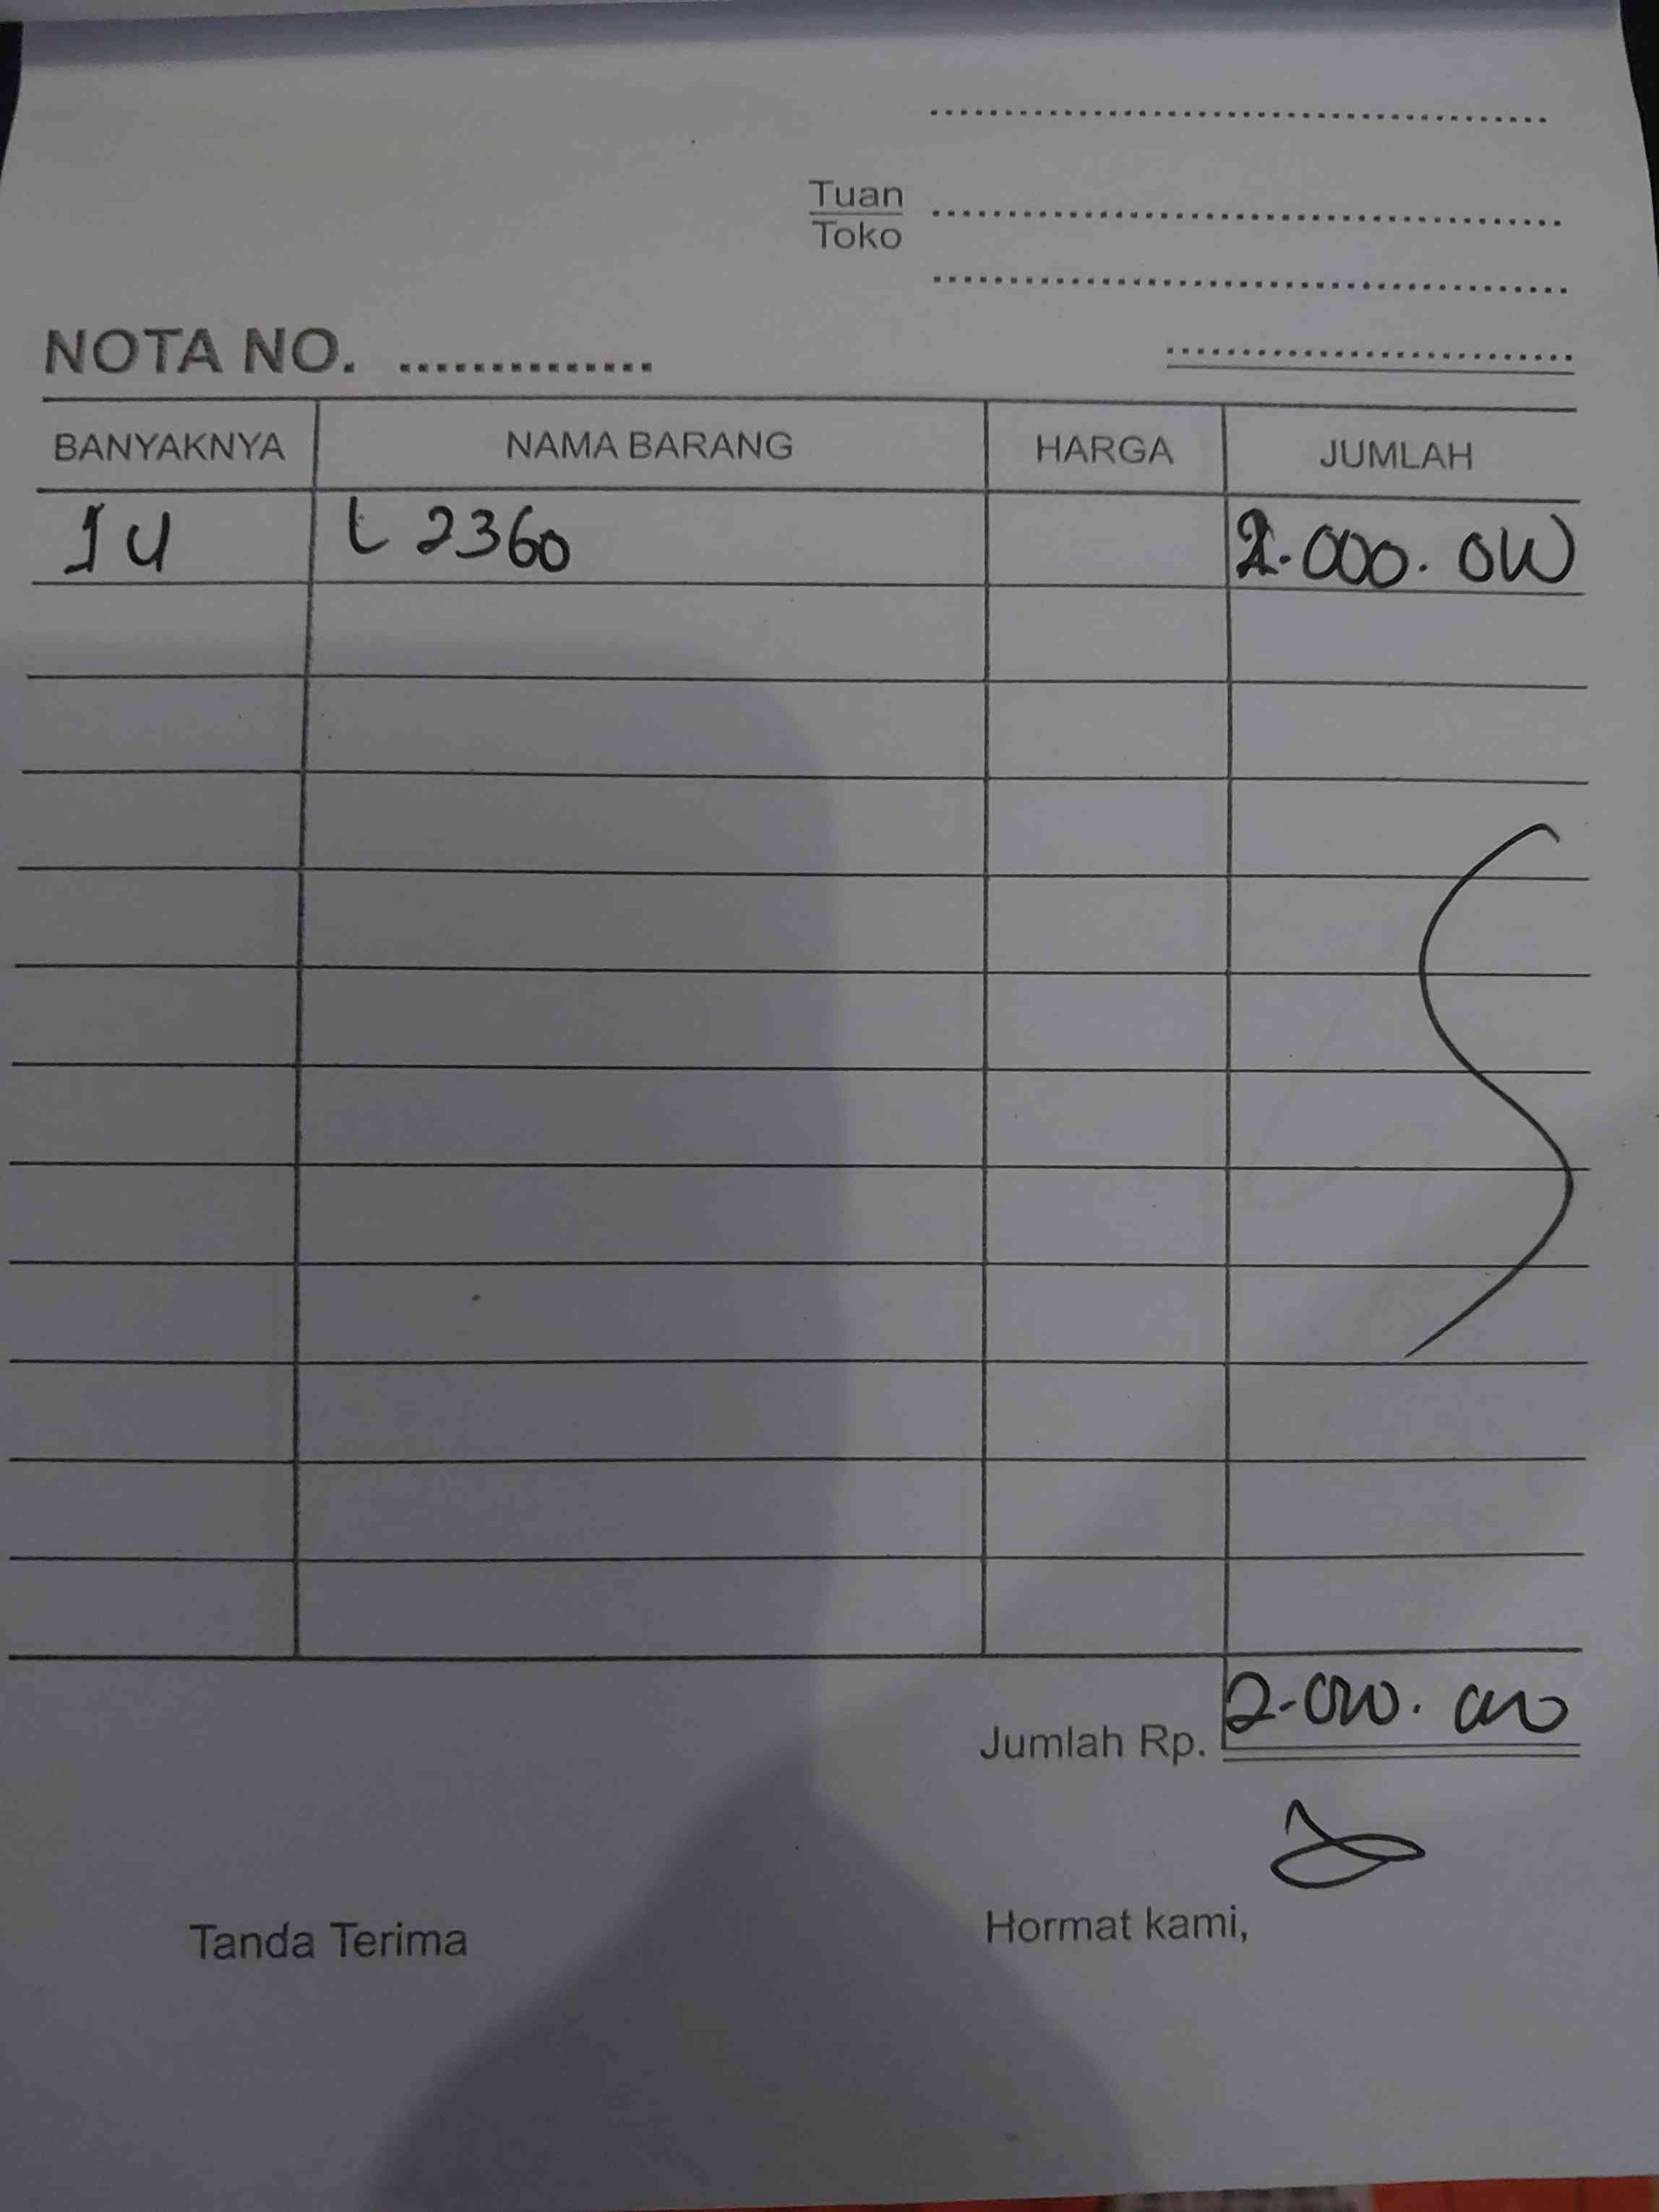 Tuan
Toko
NOTA NO. ..............
BANYAKNYA NAMA BARANG HARGA JUMLAH
1 U L 2360 2.000.000
Jumlah Rp. 2.000.000
Tanda Terima Hormat kami,